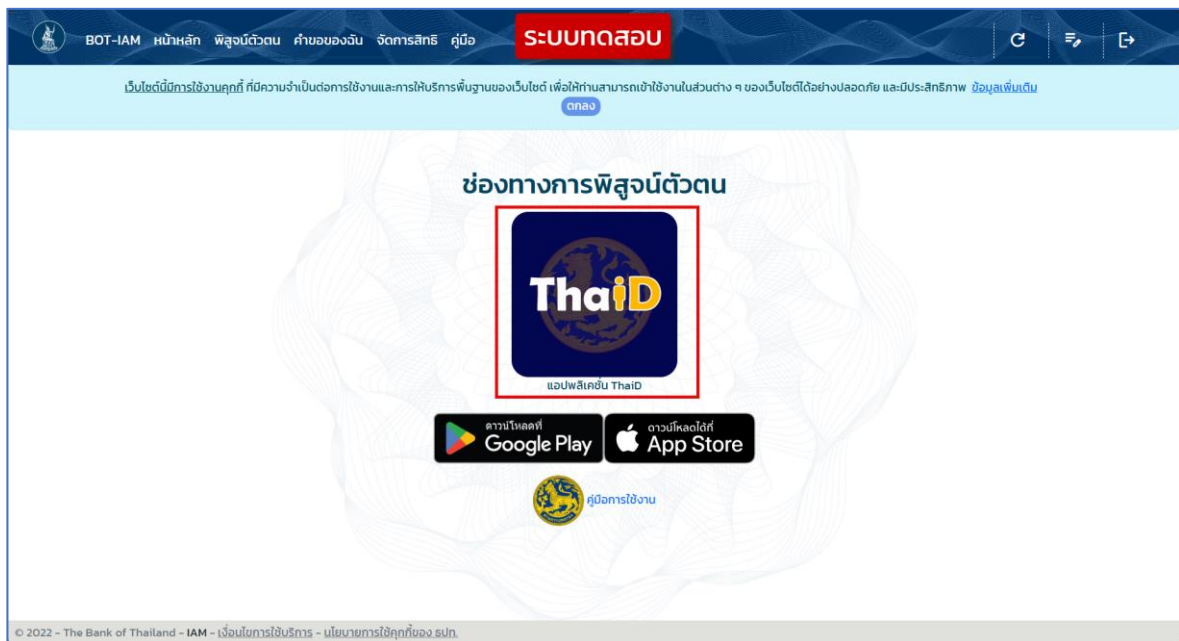 BOT-IAM หน้าหลัก พิสูจน์ตัวตน คำขอของฉัน จัดการสิทธิ คู่มือ ระบบทดสอบ
เว็บไซต์นี้มีการใช้งานคุกกี้ ที่มีความจำเป็นต่อการใช้งานและการให้บริการพื้นฐานของเว็บไซต์ เพื่อให้ท่านสามารถเข้าใช้งานในส่วนต่าง ๆ ของเว็บไซต์ได้อย่างปลอดภัย และมีประสิทธิภาพ ข้อมูลเพิ่มเติม
ตกลง
ช่องทางการพิสูจน์ตัวตน
ThaiD
แอปพลิเคชั่น ThaiD
ดาวน์โหลดที่
Google Play
ดาวน์โหลดได้ที่
App Store
คู่มือการใช้งาน
© 2022 - The Bank of Thailand - IAM - เงื่อนไขการใช้บริการ - นโยบายการใช้คุกกี้ของ ธปท.